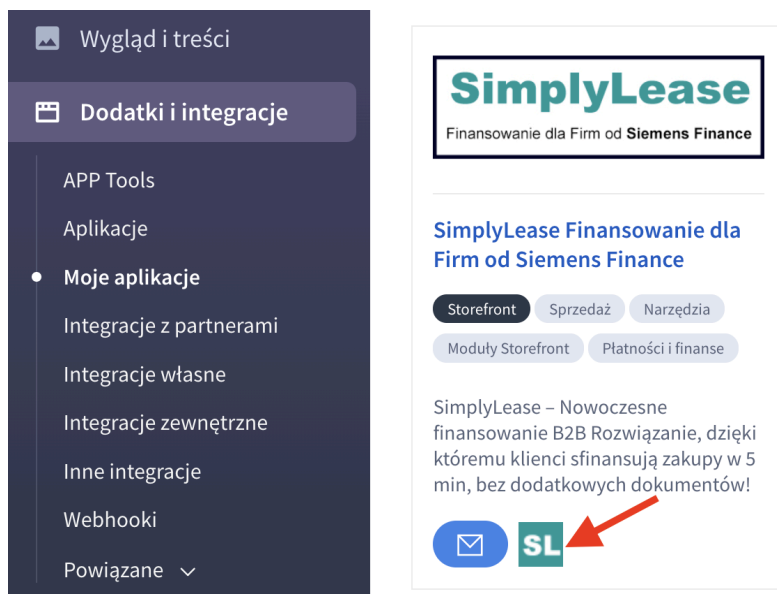 Wygląd i treści
Dodatki i integracje
APP Tools
Aplikacje
Moje aplikacje
Integracje z partnerami
Integracje własne
Integracje zewnętrzne
Inne integracje
Webhooki
Powiązane
SimplyLease
Finansowanie dla Firm od Siemens Finance
SimplyLease Finansowanie dla
Firm od Siemens Finance
Storefront Sprzedaż Narzędzia
Moduły Storefront Płatności i finanse
SimplyLease – Nowoczesne
finansowanie B2B Rozwiązanie, dzięki
któremu klienci sfinansują zakupy w 5
min, bez dodatkowych dokumentów!
SL